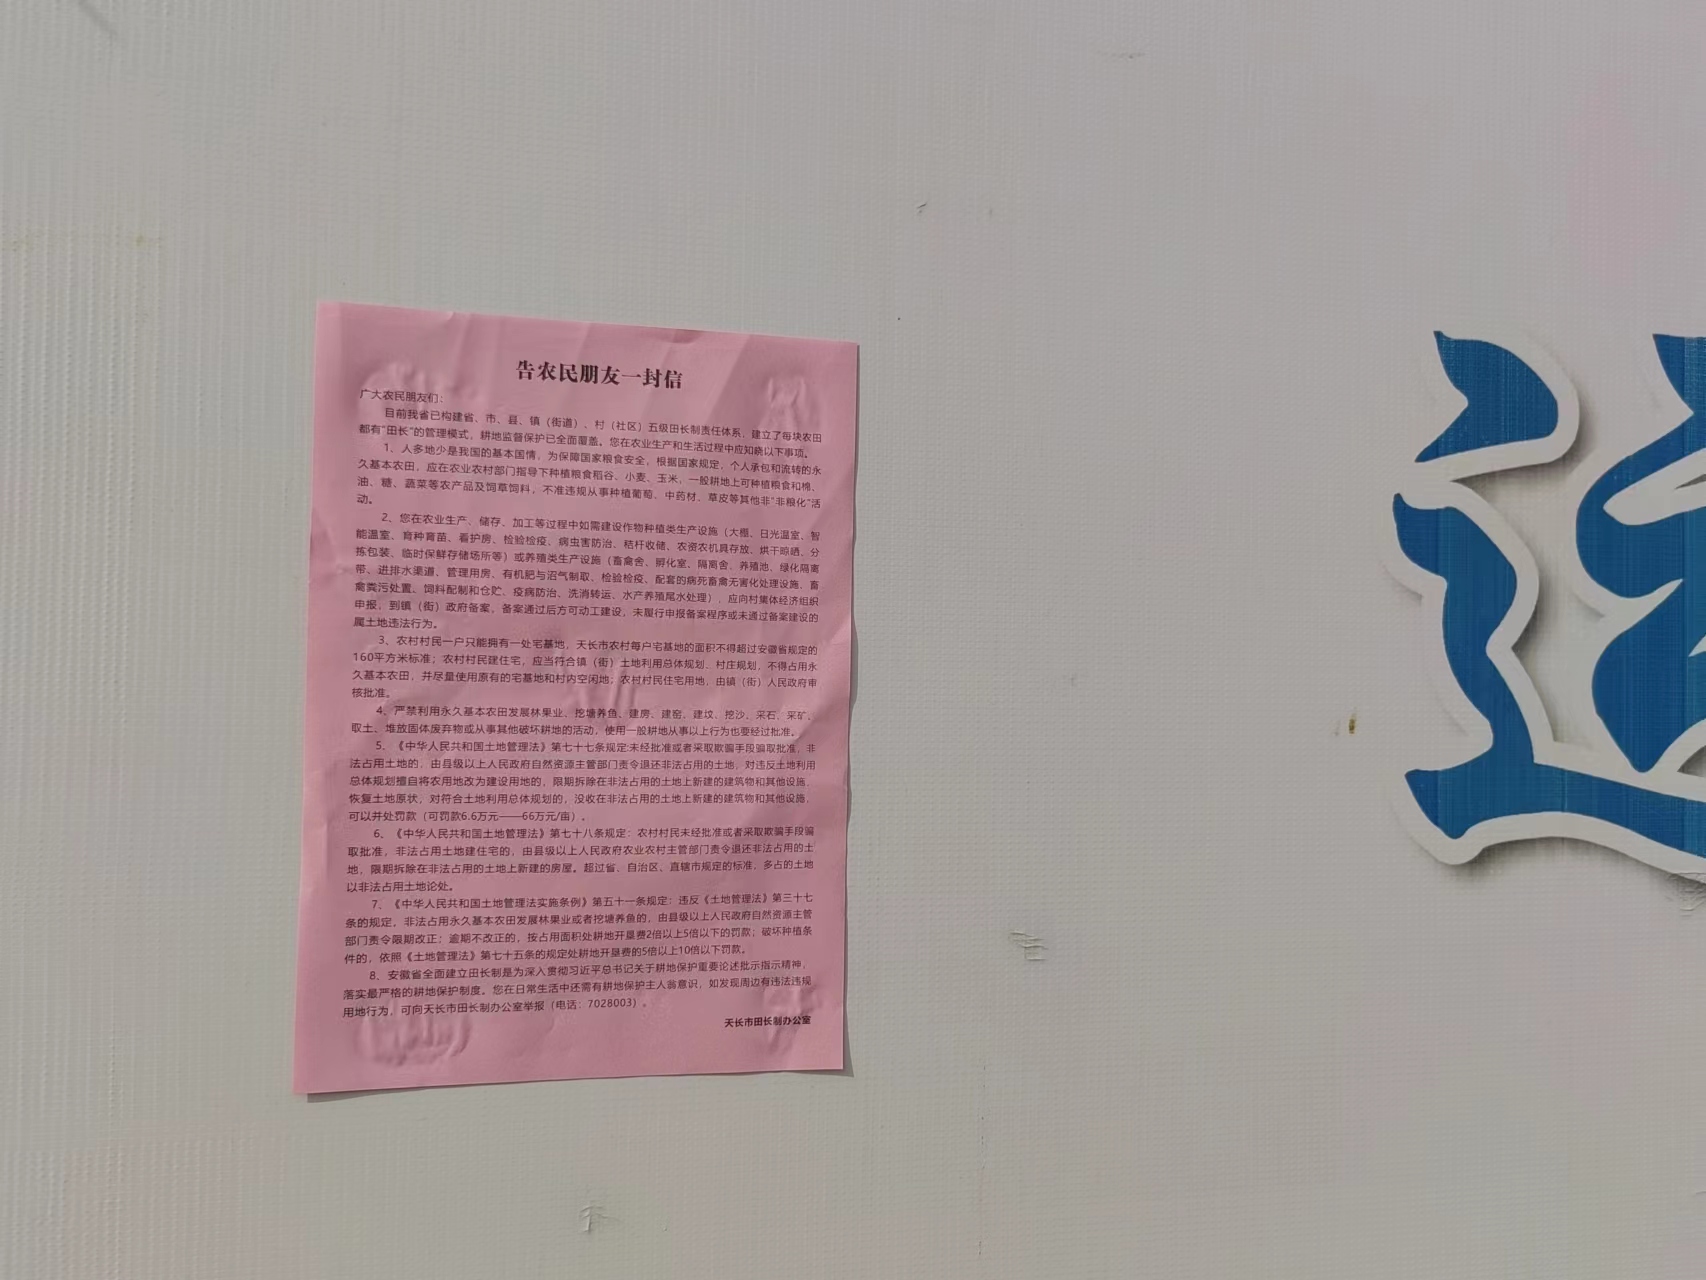 告农民朋友一封信
广大农民朋友们：
目前我省已构建省、市、县、镇（街道）、村（社区）五级田长制责任体系，建立了每块农田
都有“田长”的管理模式，耕地监督保护已全面覆盖。您在农业生产和生活过程中应知晓以下事项。
1、人多地少是我国的基本国情，为保障国家粮食安全，根据国家规定，个人承包和流转的永
久基本农田，应在农业农村部门指导下种植粮食稻谷、小麦、玉米，一般耕地上可种植粮食和棉、
油、糖、蔬菜等农产品及饲草饲料，不准违规从事种植葡萄、中药材、草皮等其他非“非粮化”活
动。
2、您在农业生产、储存、加工等过程中如需建设作物种植类生产设施（大棚、日光温室、智
能温室、育种育苗、看护房、检验检疫、病虫害防治、秸秆收储、农资农机具存放、烘干晾晒、分
拣包装、临时保鲜存储场所等）或养殖类生产设施（畜禽舍、孵化室、隔离舍、养殖池、绿化隔离
带、进排水渠道、管理用房、有机肥与沼气制取、检验检疫、配套的病死畜禽无害化处理设施、畜
禽粪污处置、饲料配制和仓贮、疫病防治、洗消转运、水产养殖尾水处理），应向村集体经济组织
申报，到镇（街）政府备案，备案通过后方可动工建设，未履行申报备案程序或未通过备案建设的
属土地违法行为。
3、农村村民一户只能拥有一处宅基地，天长市农村每户宅基地的面积不得超过安徽省规定的
160平方米标准；农村村民建住宅，应当符合镇（街）土地利用总体规划、村庄规划，不得占用永
久基本农田，并尽量使用原有的宅基地和村内空闲地；农村村民住宅用地，由镇（街）人民政府审
核批准。
4、严禁利用永久基本农田发展林果业、挖塘养鱼、建房、建窑、建坟、挖沙、采石、采矿、
取土、堆放固体废弃物或从事其他破坏耕地的活动，使用一般耕地从事以上行为也要经过批准。
5、《中华人民共和国土地管理法》第七十七条规定:未经批准或者采取欺骗手段骗取批准，非
法占用土地的，由县级以上人民政府自然资源主管部门责令退还非法占用的土地，对违反土地利用
总体规划擅自将农用地改为建设用地的，限期拆除在非法占用的土地上新建的建筑物和其他设施，
恢复土地原状，对符合土地利用总体规划的，没收在非法占用的土地上新建的建筑物和其他设施，
可以并处罚款（可罚款6.6万元——66万元/亩）。
6、《中华人民共和国土地管理法》第七十八条规定：农村村民未经批准或者采取欺骗手段骗
取批准，非法占用土地建住宅的，由县级以上人民政府农业农村主管部门责令退还非法占用的土
地，限期拆除在非法占用的土地上新建的房屋。超过省、自治区、直辖市规定的标准，多占的土地
以非法占用土地论处。
7、《中华人民共和国土地管理法实施条例》第五十一条规定：违反《土地管理法》第三十七
条的规定，非法占用永久基本农田发展林果业或者挖塘养鱼的，由县级以上人民政府自然资源主管
部门责令限期改正；逾期不改正的，按占用面积处耕地开垦费2倍以上5倍以下的罚款；破坏种植条
件的，依照《土地管理法》第七十五条的规定处耕地开垦费的5倍以上10倍以下罚款。
8、安徽省全面建立田长制是为深入贯彻习近平总书记关于耕地保护重要论述批示指示精神，
落实最严格的耕地保护制度。您在日常生活中还需有耕地保护主人翁意识，如发现周边有违法违规
用地行为，可向天长市田长制办公室举报（电话：7028003）。
天长市田长制办公室